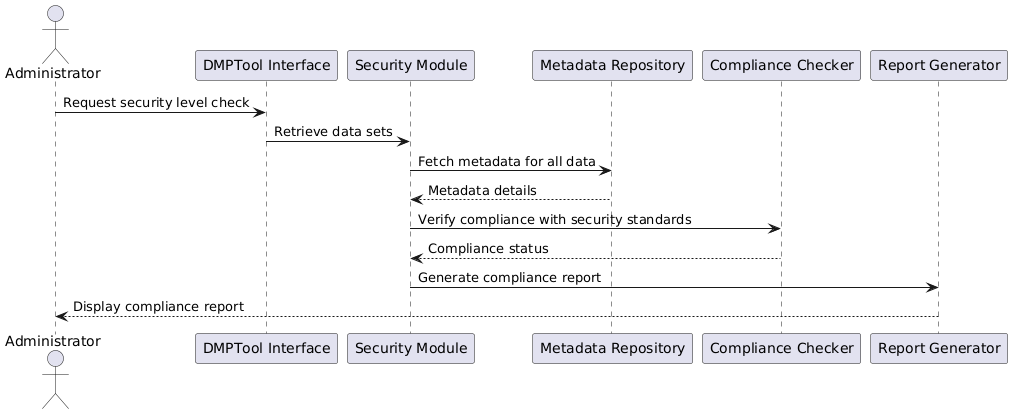 Administrator
DMPTool Interface
Security Module
Metadata Repository
Compliance Checker
Report Generator
Request security level check
Retrieve data sets
Fetch metadata for all data
Metadata details
Verify compliance with security standards
Compliance status
Generate compliance report
Display compliance report
Administrator
DMPTool Interface
Security Module
Metadata Repository
Compliance Checker
Report Generator